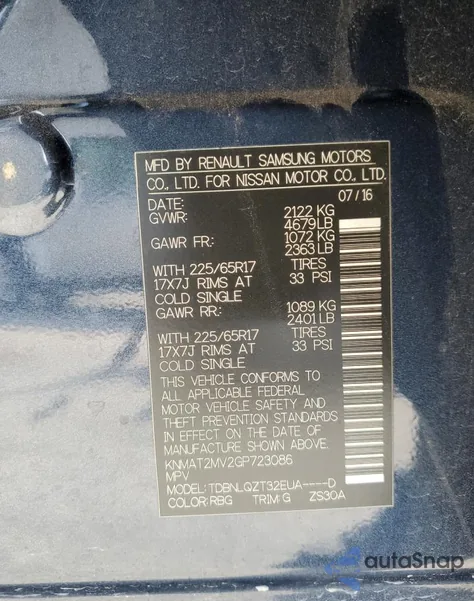 MFD BY RENAULT SAMSUNG MOTORS
CO., LTD. FOR NISSAN MOTOR CO., LTD.
DATE: 07/16
GVWR: 2122 KG
4679 LB
GAWR FR: 1072 KG
2363 LB
WITH 225/65R17 TIRES
17X7J RIMS AT 33 PSI
COLD SINGLE
GAWR RR: 1089 KG
2401 LB
WITH 225/65R17 TIRES
17X7J RIMS AT 33 PSI
COLD SINGLE
THIS VEHICLE CONFORMS TO
ALL APPLICABLE FEDERAL
MOTOR VEHICLE SAFETY AND
THEFT PREVENTION STANDARDS
IN EFFECT ON THE DATE OF
MANUFACTURE SHOWN ABOVE.
KNMAT2MV2GP723086
MPV
MODEL: TDBNLQZT32EUA----D
COLOR: RBG TRIM: G ZS30A
autoSnap